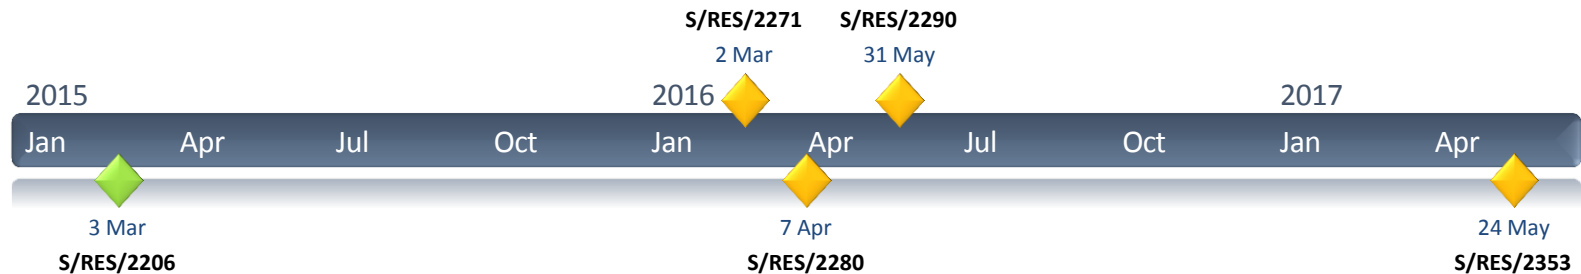 S/RES/2271 S/RES/2290
2 Mar 31 May
2015 2016 2017
Jan Apr Jul Oct Jan Apr Jul Oct Jan Apr
3 Mar 7 Apr 24 May
S/RES/2206 S/RES/2280 S/RES/2353